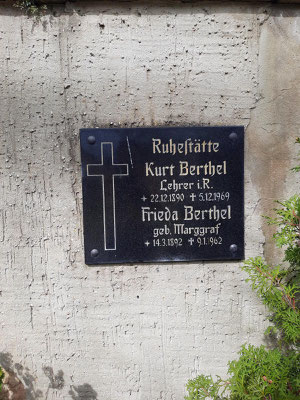 Ruhestätte
Kurt Berthel
Lehrer i.R.
* 22.12.1890 ✝ 5.12.1969
Frieda Berthel
geb. Marggraf
* 14.3.1892 ✝ 9.1.1962